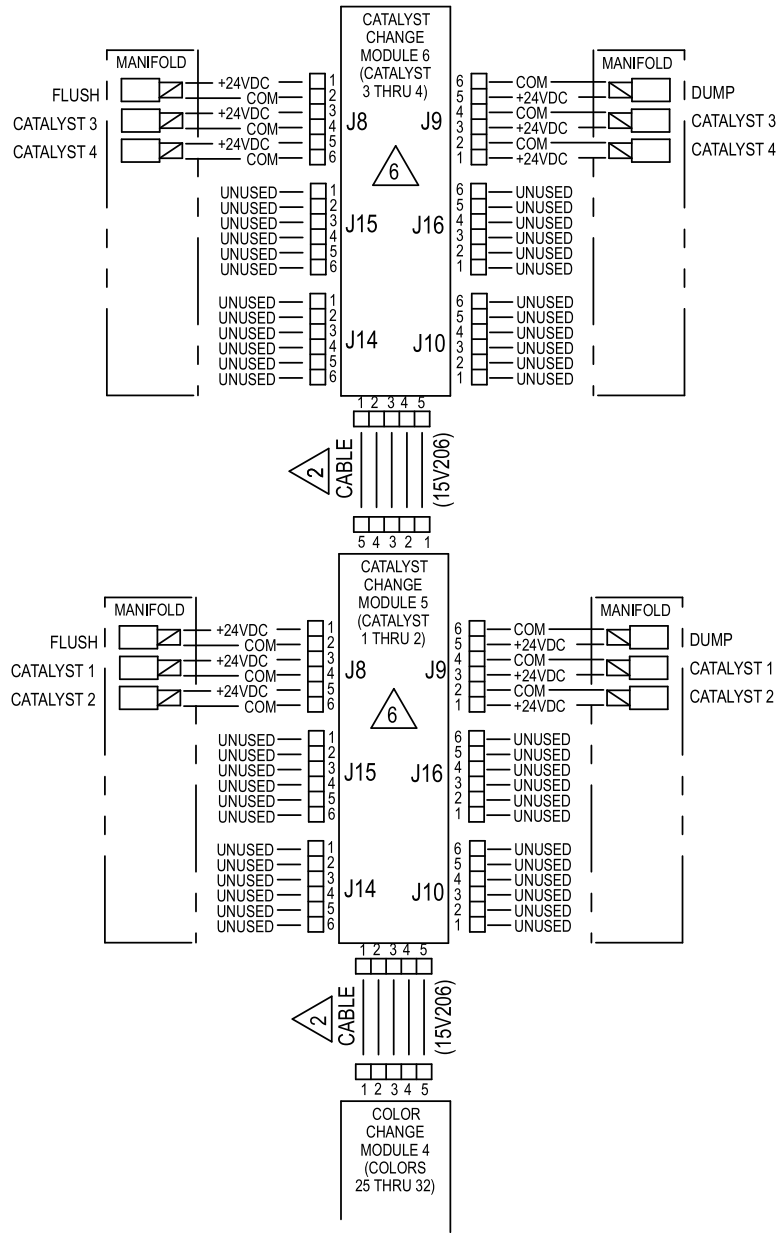 CATALYST
CHANGE
MODULE 6
(CATALYST
3 THRU 4)
MANIFOLD
FLUSH
CATALYST 3
CATALYST 4
+24VDC
COM
+24VDC
COM
+24VDC
COM
1
2
3
4
5
6
J8
J9
6
5
4
3
2
1
COM
+24VDC
COM
+24VDC
COM
+24VDC
MANIFOLD
DUMP
CATALYST 3
CATALYST 4
6
UNUSED
UNUSED
UNUSED
UNUSED
UNUSED
UNUSED
1
2
3
4
5
6
J15
J16
6
5
4
3
2
1
UNUSED
UNUSED
UNUSED
UNUSED
UNUSED
UNUSED
UNUSED
UNUSED
UNUSED
UNUSED
UNUSED
UNUSED
1
2
3
4
5
6
J14
J10
6
5
4
3
2
1
UNUSED
UNUSED
UNUSED
UNUSED
UNUSED
UNUSED
1 2 3 4 5
2
CABLE
(15V206)
5 4 3 2 1
CATALYST
CHANGE
MODULE 5
(CATALYST
1 THRU 2)
MANIFOLD
FLUSH
CATALYST 1
CATALYST 2
+24VDC
COM
+24VDC
COM
+24VDC
COM
1
2
3
4
5
6
J8
J9
6
5
4
3
2
1
COM
+24VDC
COM
+24VDC
COM
+24VDC
MANIFOLD
DUMP
CATALYST 1
CATALYST 2
6
UNUSED
UNUSED
UNUSED
UNUSED
UNUSED
UNUSED
1
2
3
4
5
6
J15
J16
6
5
4
3
2
1
UNUSED
UNUSED
UNUSED
UNUSED
UNUSED
UNUSED
UNUSED
UNUSED
UNUSED
UNUSED
UNUSED
UNUSED
1
2
3
4
5
6
J14
J10
6
5
4
3
2
1
UNUSED
UNUSED
UNUSED
UNUSED
UNUSED
UNUSED
1 2 3 4 5
2
CABLE
(15V206)
1 2 3 4 5
COLOR
CHANGE
MODULE 4
(COLORS
25 THRU 32)